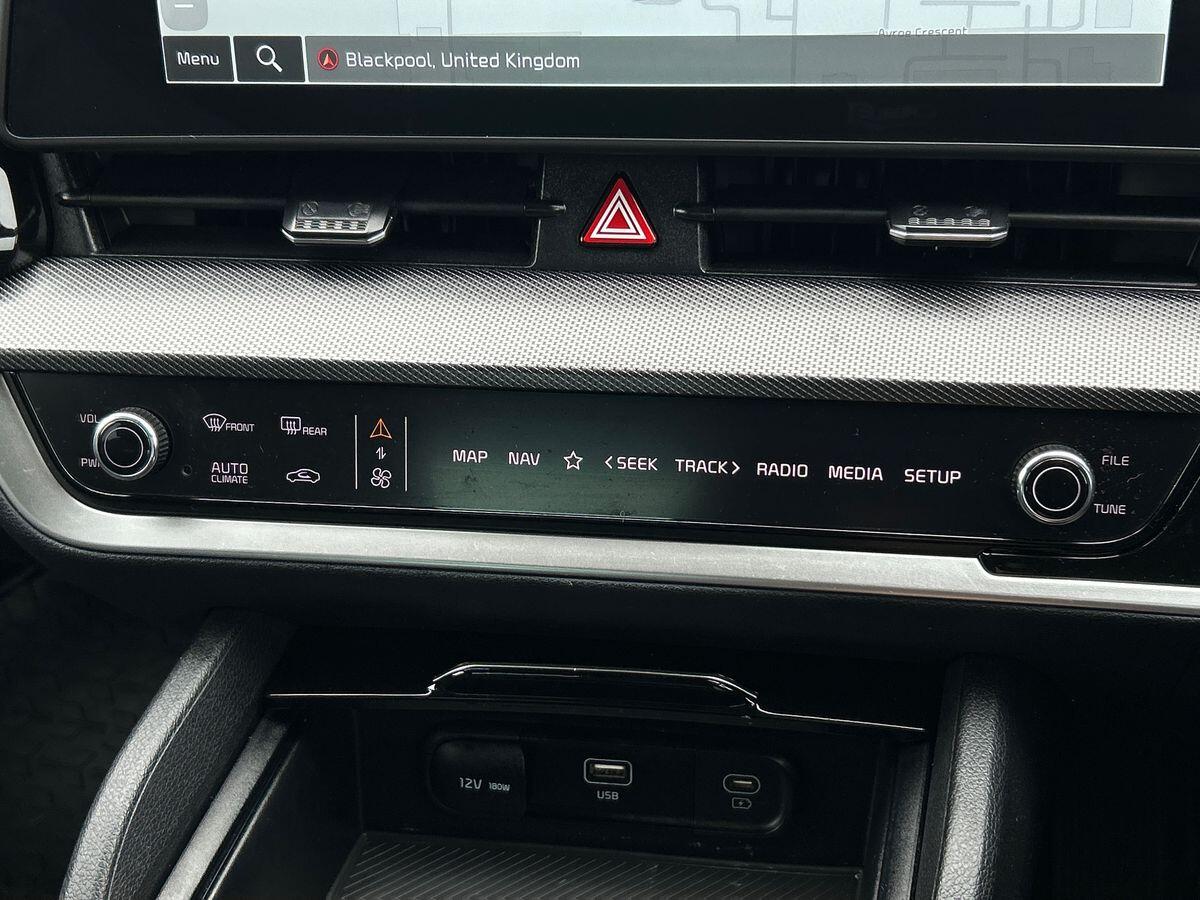 Ayroe Crescent
Menu
Blackpool, United Kingdom
VOL
FRONT
REAR
PWR
AUTO
CLIMATE
MAP
NAV
<SEEK
TRACK>
RADIO
MEDIA
SETUP
FILE
TUNE
12V 180W
USB